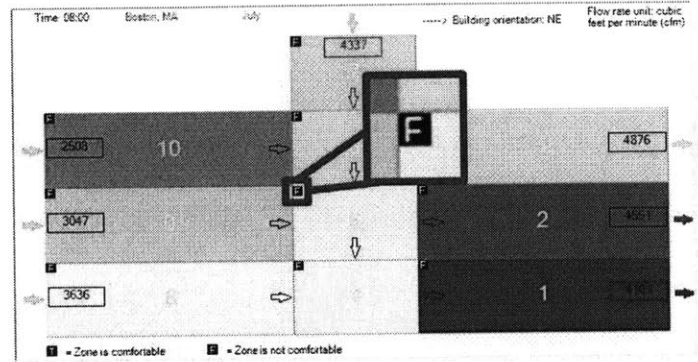 Time: 08:00 Boston, MA July ----> Building orientation: NE Flow rate unit: cubic
feet per minute (cfm)
F 4337
F
F 2508 10 F 4876
F F F
3047 2
F F F
3636 1
T = Zone is comfortable F = Zone is not comfortable